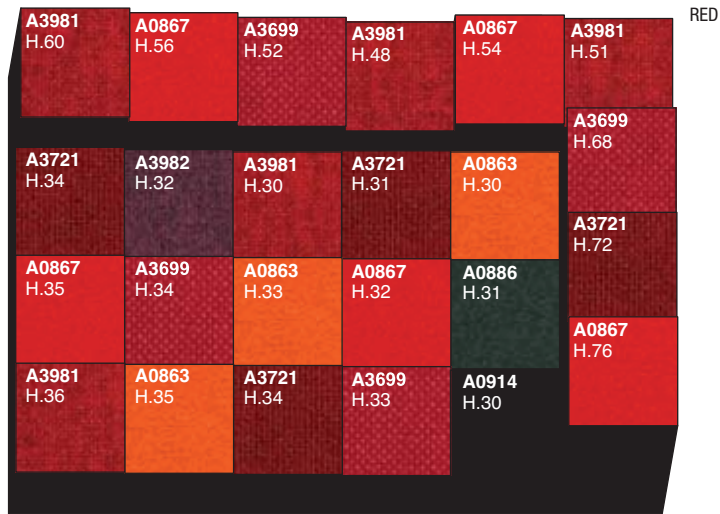 RED
A3981
H.60
A0867
H.56
A3699
H.52
A3981
H.48
A0867
H.54
A3981
H.51
A3699
H.68
A3721
H.34
A3982
H.32
A3981
H.30
A3721
H.31
A0863
H.30
A3721
H.72
A0867
H.35
A3699
H.34
A0863
H.33
A0867
H.32
A0886
H.31
A0867
H.76
A3981
H.36
A0863
H.35
A3721
H.34
A3699
H.33
A0914
H.30